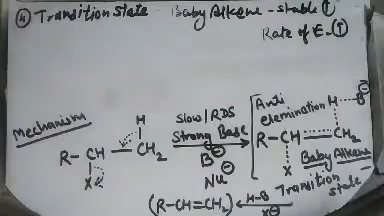 ④ Transition state - Baby Alkene - stable ↑
Rate of E. ↑
Mechanism
H
R - CH - CH₂
X
Slow/RDS
Strong Base
B⊖
Nu⊖
Anti
elemination
H B⊖
R - CH CH₂
X
Baby Alkene
Transition
state
(R-CH=CH₂) H-B
X⊖